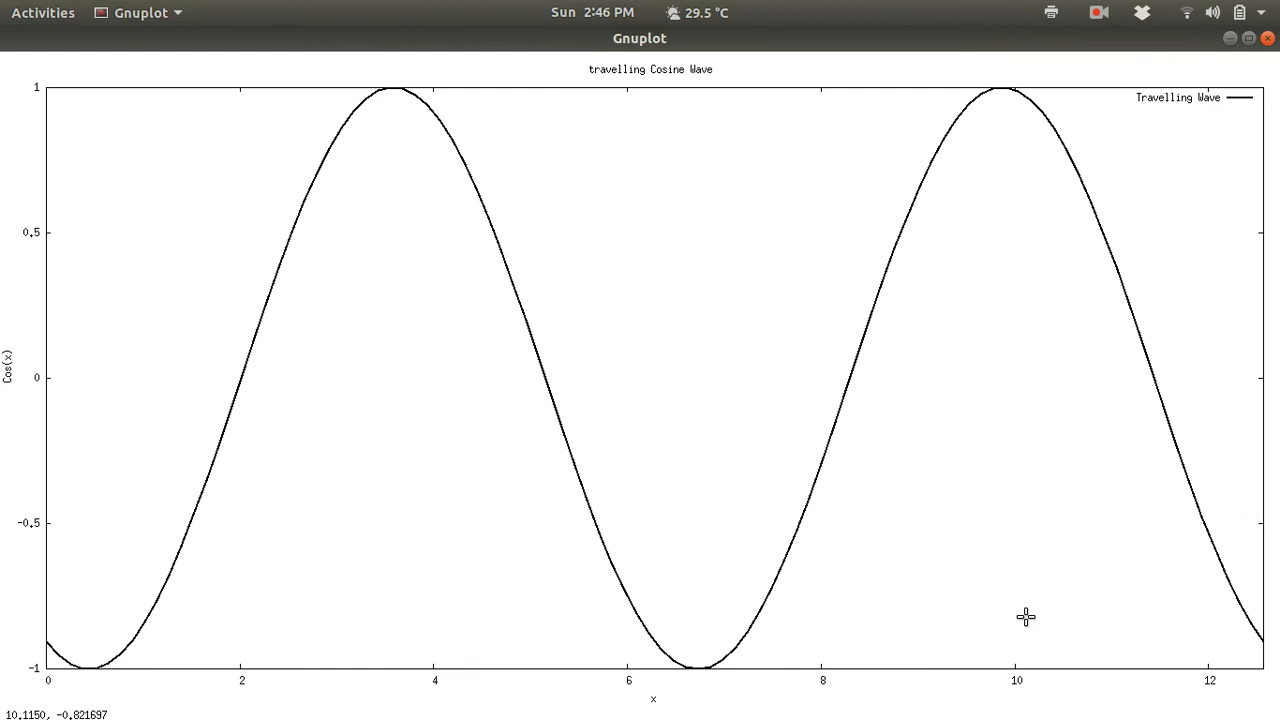 Activities Gnuplot Sun 2:46 PM 29.5 °C
Gnuplot
travelling Cosine Wave
Travelling Wave
1
0.5
0
-0.5
-1
Cos(x)
0 2 4 6 8 10 12
x
10.1150, -0.821697